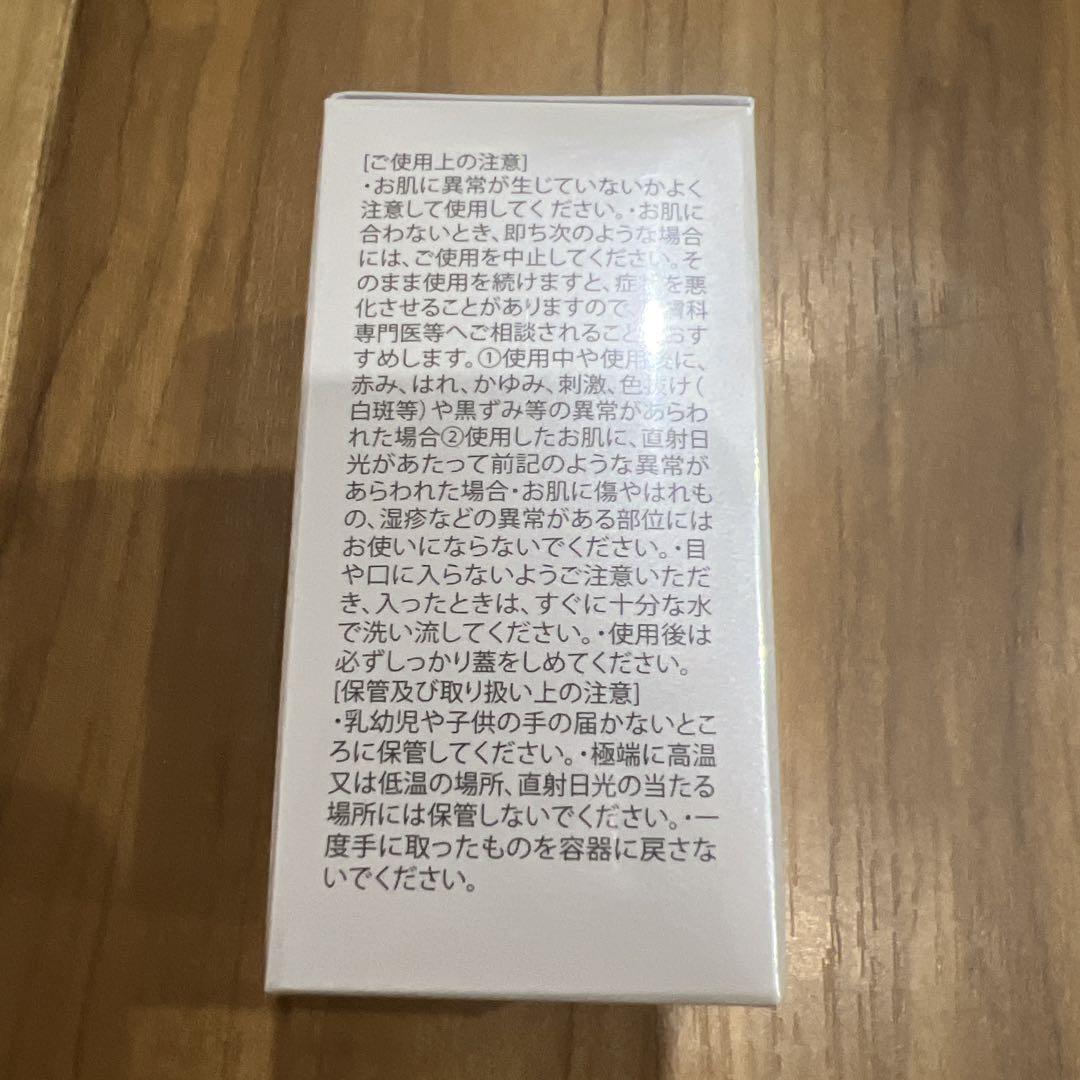 [ご使用上の注意]
・お肌に異常が生じていないかよく
注意して使用してください。・お肌に
合わないとき、即ち次のような場合
には、ご使用を中止してください。そ
のまま使用を続けますと、症状を悪
化させることがありますので、皮膚科
専門医等へご相談されることをおす
すめします。①使用中や使用後に、
赤み、はれ、かゆみ、刺激、色抜け(
白斑等)や黒ずみ等の異常があらわ
れた場合②使用したお肌に、直射日
光があたって前記のような異常が
あらわれた場合・お肌に傷やはれも
の、湿疹などの異常がある部位には
お使いにならないでください。・目
や口に入らないようご注意いただ
き、入ったときは、すぐに十分な水
で洗い流してください。・使用後は
必ずしっかり蓋をしめてください。
[保管及び取り扱い上の注意]
・乳幼児や子供の手の届かないとこ
ろに保管してください。・極端に高温
又は低温の場所、直射日光の当たる
場所には保管しないでください。・一
度手に取ったものを容器に戻さな
いでください。